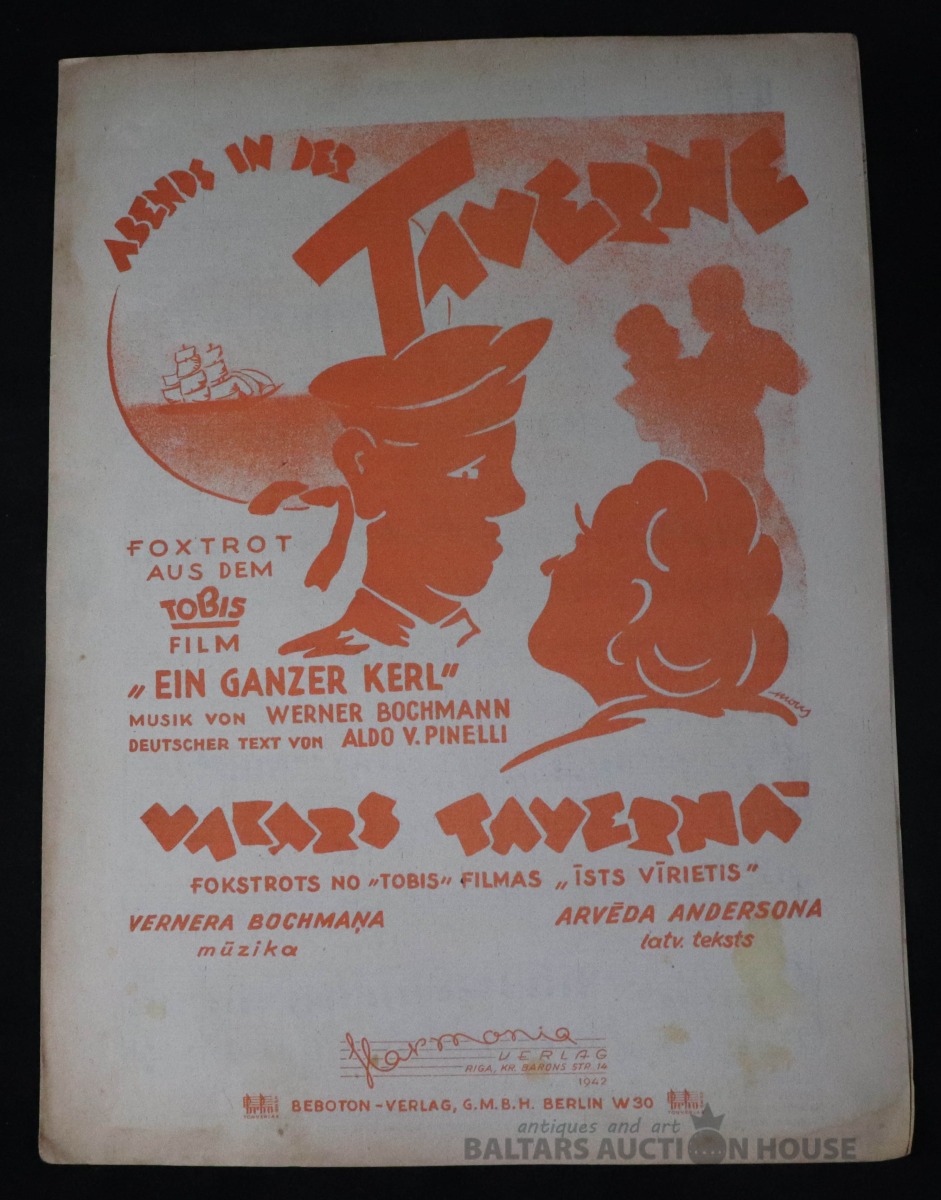 ABENDS IN DER
TAVERNE
FOXTROT
AUS DEM
TOBIS
FILM
„EIN GANZER KERL"
MUSIK VON WERNER BOCHMANN
DEUTSCHER TEXT VON ALDO V. PINELLI
VAKARS TAVERNĀ
FOKSTROTS NO „TOBIS„ FILMAS „ĪSTS VĪRIETIS"
VERNERA BOCHMAŅA
mūzika
ARVĒDA ANDERSONA
latv. teksts
Harmonia
VERLAG
RIGA, KR. BARONS STR. 14
1942
BEBOTON-VERLAG, G.M.B.H. BERLIN W 30
antiques and art
BALTARS AUCTION HOUSE